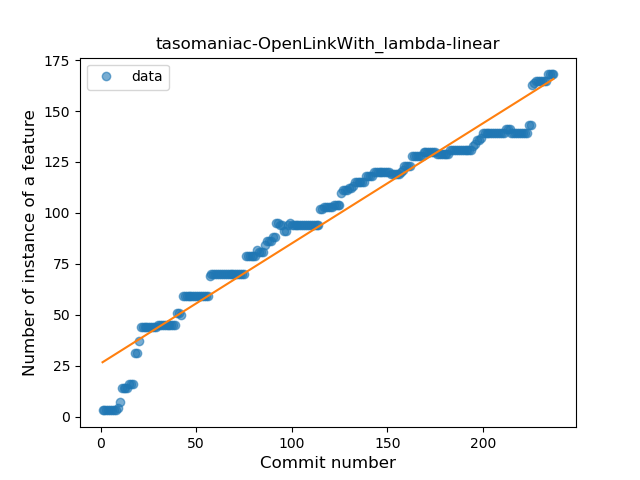 tasomaniac-OpenLinkWith_lambda-linear
data
Number of instance of a feature
175
150
125
100
75
50
25
0
0 50 100 150 200
Commit number